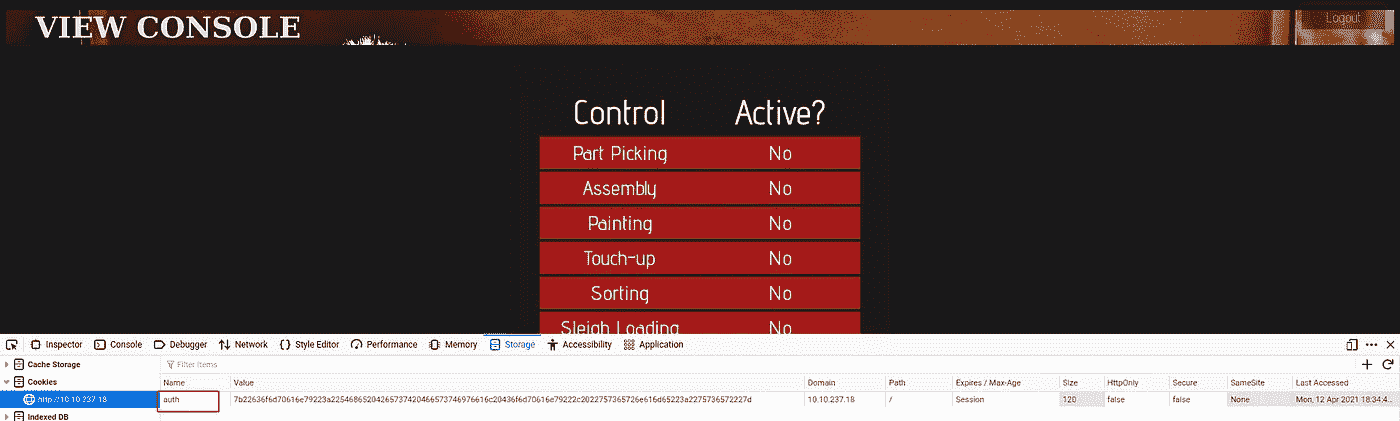 VIEW CONSOLE
Logout
Control Active?
Part Picking No
Assembly No
Painting No
Touch-up No
Sorting No
Sleigh Loading No
Inspector Console Debugger Network Style Editor Performance Memory Storage Accessibility Application
Cache Storage
Filter Items
Cookies
Name Value Domain Path Expires / Max-Age Size HttpOnly Secure SameSite Last Accessed
http://10.10.237.18
auth 7b22636f6d70616e79223a22546865204265737420466573746976616c20436f6d70616e79222c2022757365726e616d65223a2275736572227d 10.10.237.18 / Session 120 false false None Mon, 12 Apr 2021 18:34:4...
Indexed DB